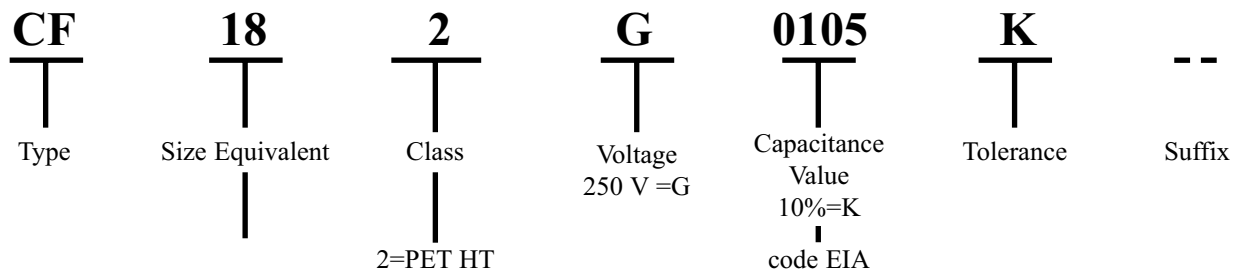 CF 18 2 G 0105 K --
Type Size Equivalent Class Voltage Capacitance Tolerance Suffix
250 V =G Value
10%=K
2=PET HT code EIA